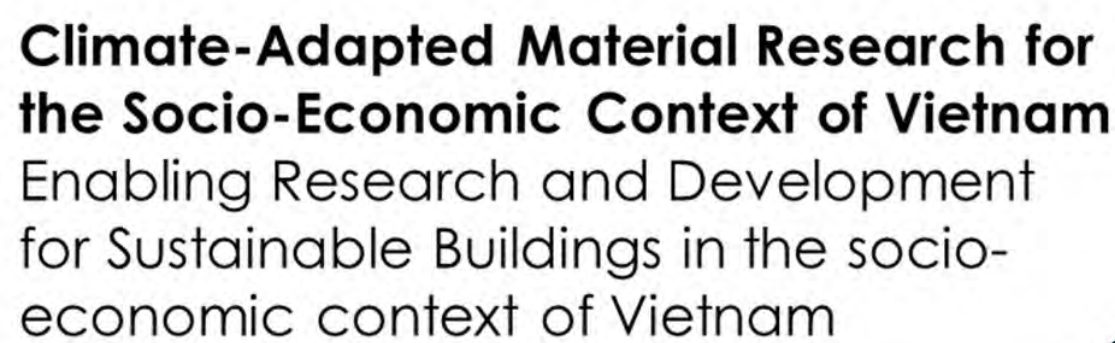 Climate-Adapted Material Research for
the Socio-Economic Context of Vietnam
Enabling Research and Development
for Sustainable Buildings in the socio-
economic context of Vietnam